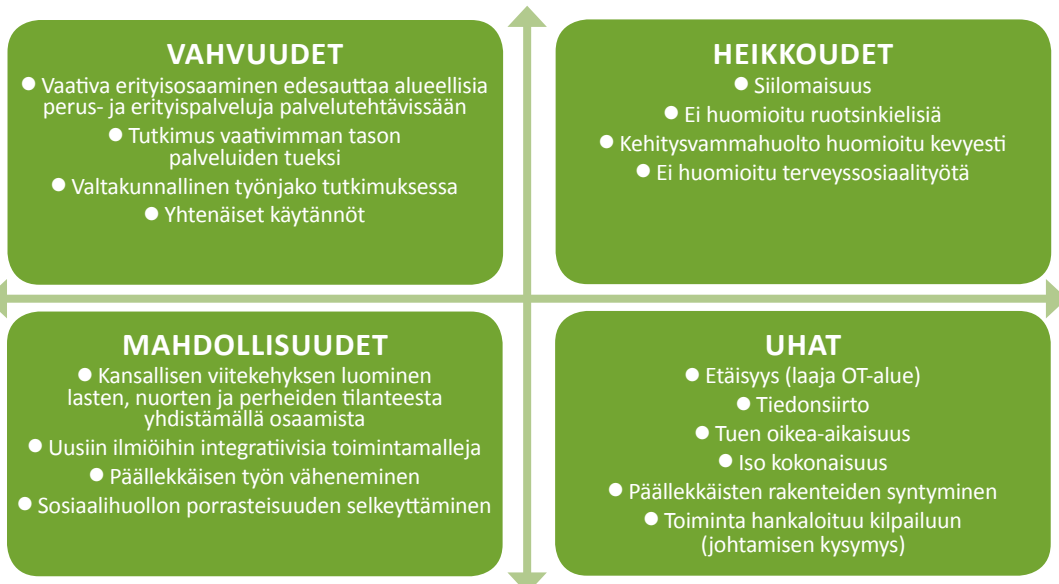 VAHVUUDET
● Vaativa erityisosaaminen edesauttaa alueellisia
perus- ja erityispalveluja palvelutehtävissään
● Tutkimus vaativimman tason
palveluiden tueksi
● Valtakunnallinen työnjako tutkimuksessa
● Yhtenäiset käytännöt
HEIKKOUDET
● Siilomaisuus
● Ei huomioitu ruotsinkielisiä
● Kehitysvammahuolto huomioitu kevyesti
● Ei huomioitu terveyssosiaalityötä
MAHDOLLISUUDET
● Kansallisen viitekehyksen luominen
lasten, nuorten ja perheiden tilanteesta
yhdistämällä osaamista
● Uusiin ilmiöihin integratiivisia toimintamalleja
● Päällekkäisen työn väheneminen
● Sosiaalihuollon porrasteisuuden selkeyttäminen
UHAT
● Etäisyys (laaja OT-alue)
● Tiedonsiirto
● Tuen oikea-aikaisuus
● Iso kokonaisuus
● Päällekkäisten rakenteiden syntyminen
● Toiminta hankaloituu kilpailuun
(johtamisen kysymys)